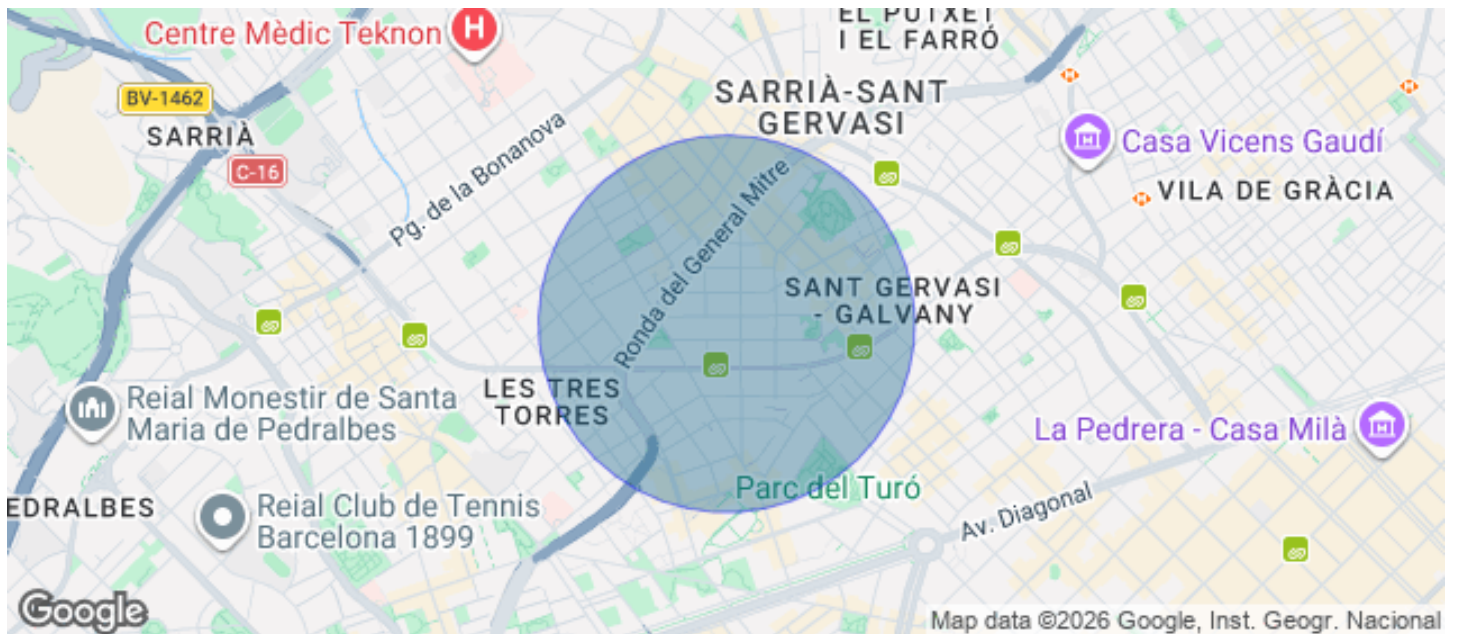 EL PUTXET
I EL FARRÓ
Centre Mèdic Teknon
H
BV-1462
SARRIÀ-SANT
GERVASI
SARRIÀ
C-16
Casa Vicens Gaudí
VILA DE GRÀCIA
Pg. de la Bonanova
Ronda del General Mitre
SANT GERVASI
- GALVANY
LES TRES
TORRES
Reial Monestir de Santa
Maria de Pedralbes
La Pedrera - Casa Milà
Parc del Turó
EDRALBES
Reial Club de Tennis
Barcelona 1899
Av. Diagonal
Google
Map data ©2026 Google, Inst. Geogr. Nacional